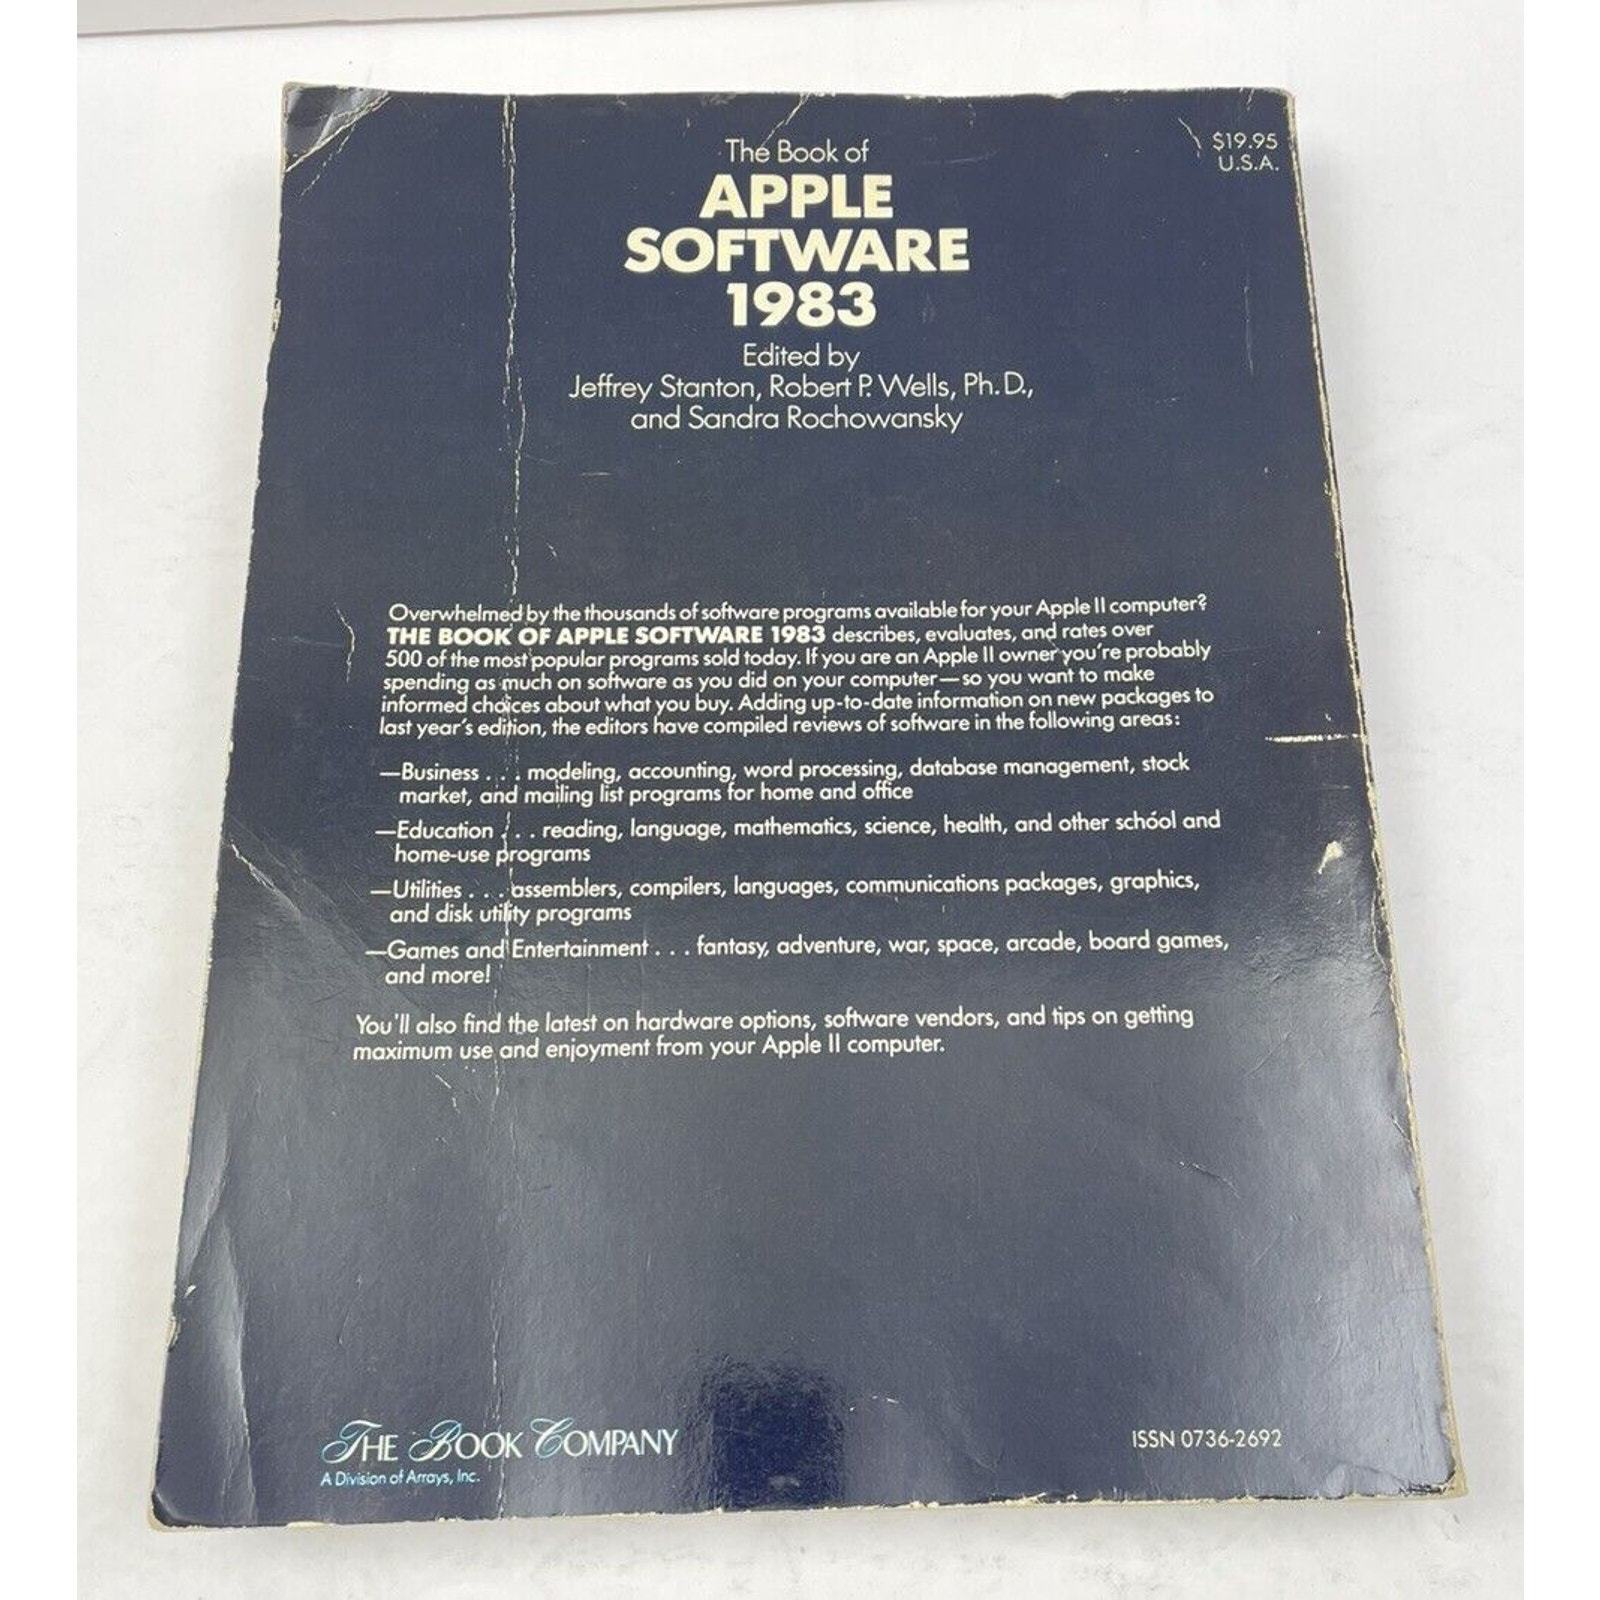 The Book of
APPLE
SOFTWARE
1983
$19.95
U.S.A.
Edited by
Jeffrey Stanton, Robert P. Wells, Ph.D.,
and Sandra Rochowansky
Overwhelmed by the thousands of software programs available for your Apple II computer?
THE BOOK OF APPLE SOFTWARE 1983 describes, evaluates, and rates over
500 of the most popular programs sold today. If you are an Apple II owner you're probably
spending as much on software as you did on your computer—so you want to make
informed choices about what you buy. Adding up-to-date information on new packages to
last year's edition, the editors have compiled reviews of software in the following areas:
—Business . . . modeling, accounting, word processing, database management, stock
market, and mailing list programs for home and office
—Education . . . reading, language, mathematics, science, health, and other school and
home-use programs
—Utilities . . . assemblers, compilers, languages, communications packages, graphics,
and disk utility programs
—Games and Entertainment . . . fantasy, adventure, war, space, arcade, board games,
and more!
You'll also find the latest on hardware options, software vendors, and tips on getting
maximum use and enjoyment from your Apple II computer.
THE BOOK COMPANY
A Division of Arrays, Inc.
ISSN 0736-2692